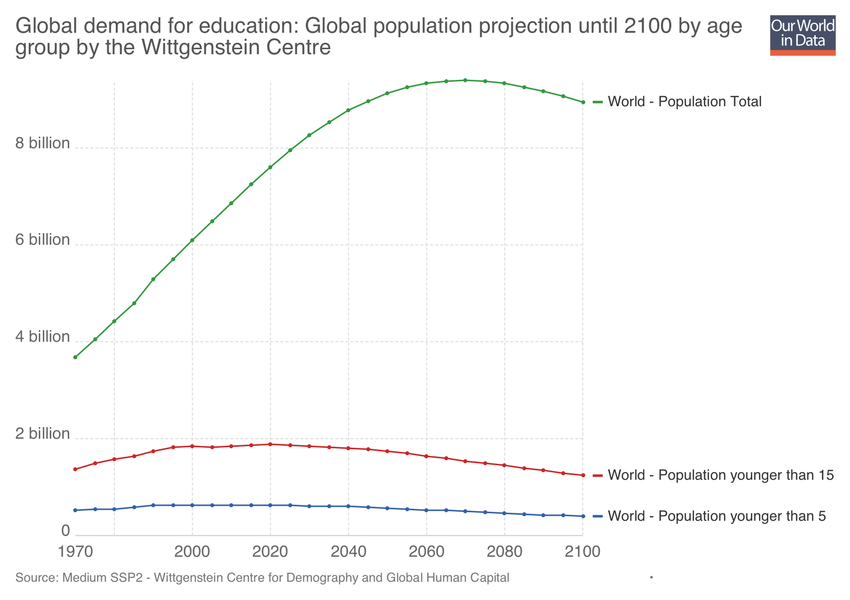 Global demand for education: Global population projection until 2100 by age
group by the Wittgenstein Centre
Our World
in Data
World - Population Total
8 billion
6 billion
4 billion
2 billion
World - Population younger than 15
World - Population younger than 5
0
1970 2000 2020 2040 2060 2080 2100
Source: Medium SSP2 - Wittgenstein Centre for Demography and Global Human Capital